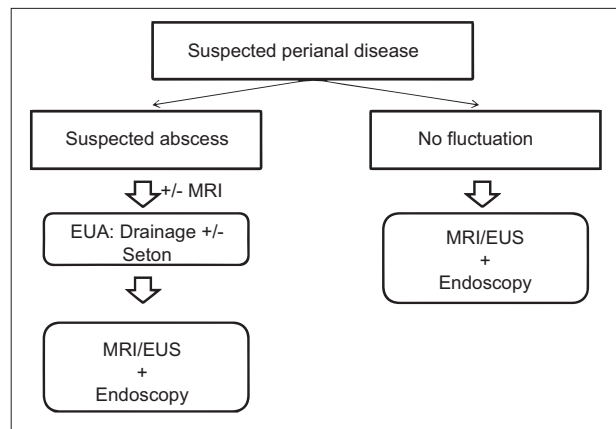 Suspected perianal disease
Suspected abscess
No fluctuation
+/- MRI
EUA: Drainage +/-
Seton
MRI/EUS
+
Endoscopy
MRI/EUS
+
Endoscopy